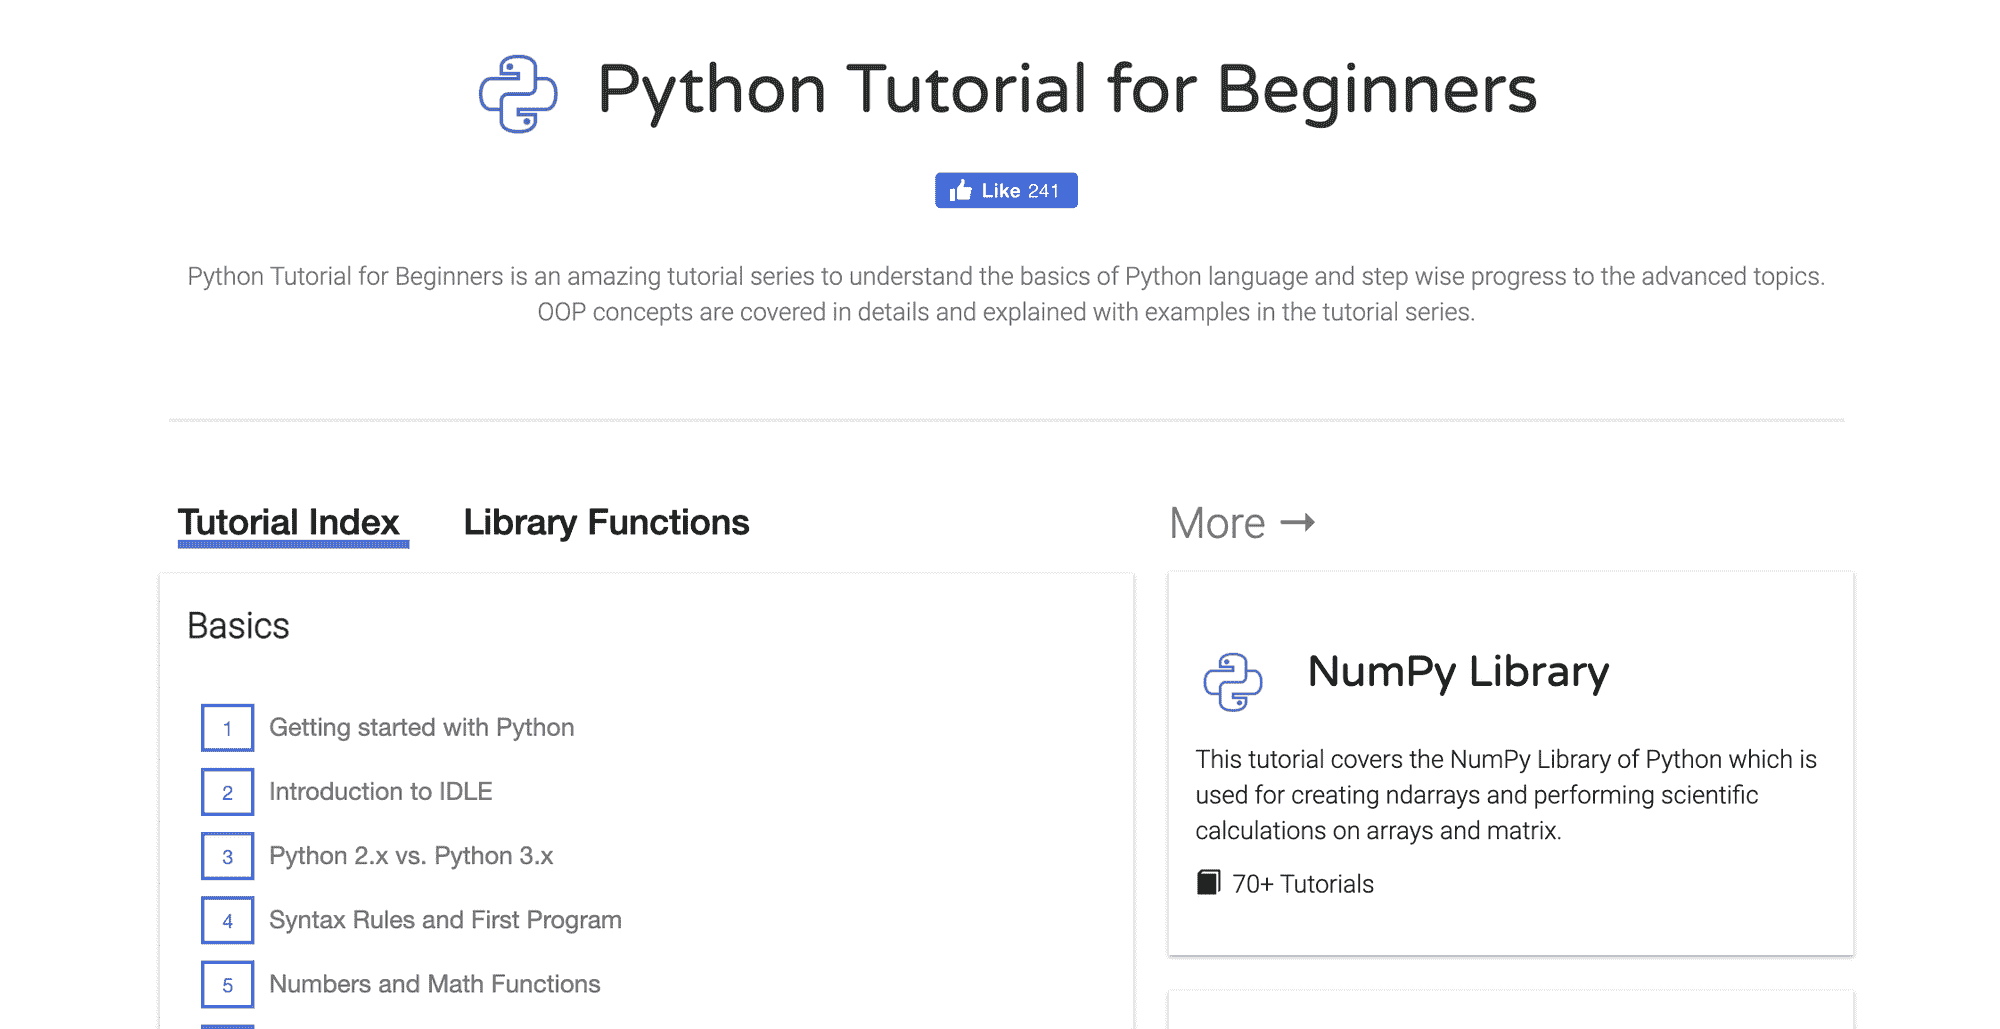 Python Tutorial for Beginners
Like 241
Python Tutorial for Beginners is an amazing tutorial series to understand the basics of Python language and step wise progress to the advanced topics.
OOP concepts are covered in details and explained with examples in the tutorial series.
Tutorial Index
Library Functions
Basics
1 Getting started with Python
2 Introduction to IDLE
3 Python 2.x vs. Python 3.x
4 Syntax Rules and First Program
5 Numbers and Math Functions
More →
NumPy Library
This tutorial covers the NumPy Library of Python which is
used for creating ndarrays and performing scientific
calculations on arrays and matrix.
70+ Tutorials